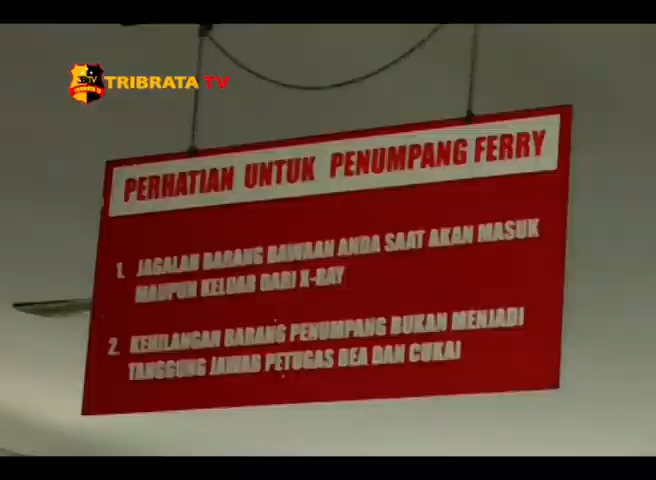 TRIBRATA TV
PERHATIAN UNTUK PENUMPANG FERRY
1. JAGALAH BARANG BAWAAN ANDA SAAT AKAN MASUK
MAUPUN KELUAR DARI X-RAY
2. KEHILANGAN BARANG PENUMPANG BUKAN MENJADI
TANGGUNG JAWAB PETUGAS BEA DAN CUKAI